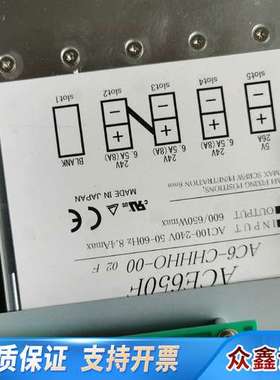 ACE650F
AC6-CHHHO-00 02 F
INPUT AC100-240V 50-60Hz 8.4Amax
OUTPUT 600/650Wmax
MADE IN JAPAN
slot1
slot2
slot3
slot4
slot5
BLANK
24V
6.5A(8A)
24V
6.5A(8A)
24V
6.5A(8A)
5V
26A
品质保证
支持开票
众鑫